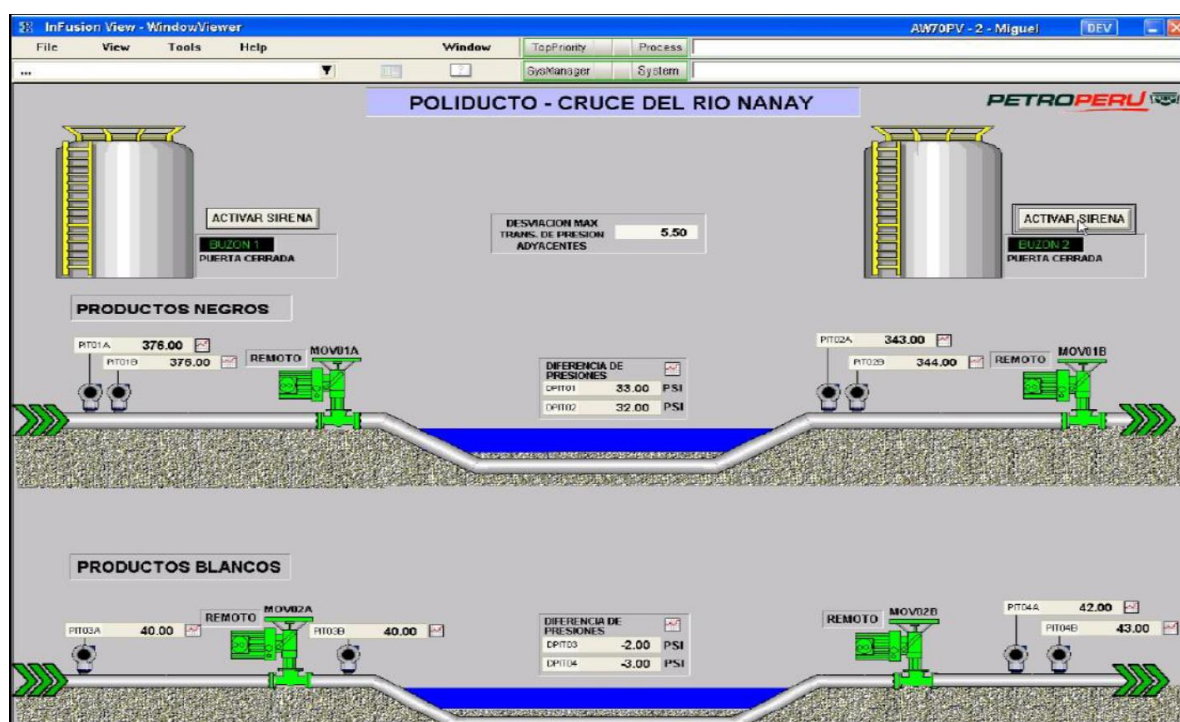 InFusion View - WindowViewer AW70PV - 2 - Miguel DEV
File View Tools Help Window TopPriority Process
... SysManager System
POLIDUCTO - CRUCE DEL RIO NANAY PETROPERU
ACTIVAR SIRENA
BUZON 1
PUERTA CERRADA
DESVIACION MAX
TRANS. DE PRESION 5.50
ADYACENTES
ACTIVAR SIRENA
BUZON 2
PUERTA CERRADA
PRODUCTOS NEGROS
PIT01A 376.00
PIT01B 376.00 REMOTO MOV01A
DIFERENCIA DE
PRESIONES
DPIT01 33.00 PSI
DPIT02 32.00 PSI
PIT02A 343.00
PIT02B 344.00 REMOTO MOV01B
PRODUCTOS BLANCOS
PIT03A 40.00 REMOTO MOV02A
PIT03B 40.00
DIFERENCIA DE
PRESIONES
DPIT03 -2.00 PSI
DPIT04 -3.00 PSI
REMOTO MOV02B
PIT04A 42.00
PIT04B 43.00